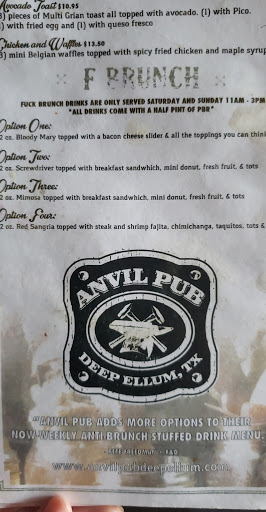 Avocado Toast $10.95
3) pieces of Multi Grian toast all topped with avocado. (1) with Pico.
) with fried egg and (1) with queso fresco
Chicken and Waffles $13.50
3) mini Belgian waffles topped with spicy fried chicken and maple syrup
F BRUNCH
FUCK BRUNCH DRINKS ARE ONLY SERVED SATURDAY AND SUNDAY 11AM - 3PM
*ALL DRINKS COME WITH A HALF PINT OF PBR*
Option One:
2 oz. Bloody Mary topped with a bacon cheese slider & all the toppings you can think
Option Two:
2 oz. Screwdriver topped with breakfast sandwhich, mini donut, fresh fruit, & tots
Option Three:
2 oz. Mimosa topped with breakfast sandwhich, mini donut, fresh fruit, & tots
Option Four:
2 oz. Red Sangria topped with steak and shrimp fajita, chimichanga, taquitos, tots &
ANVIL PUB
DEEP ELLUM, TX
"ANVIL PUB ADDS MORE OPTIONS TO THEIR
NOW-WEEKLY ANTI-BRUNCH STUFFED DRINK MENU.
www.anvilpubdeepellum.com